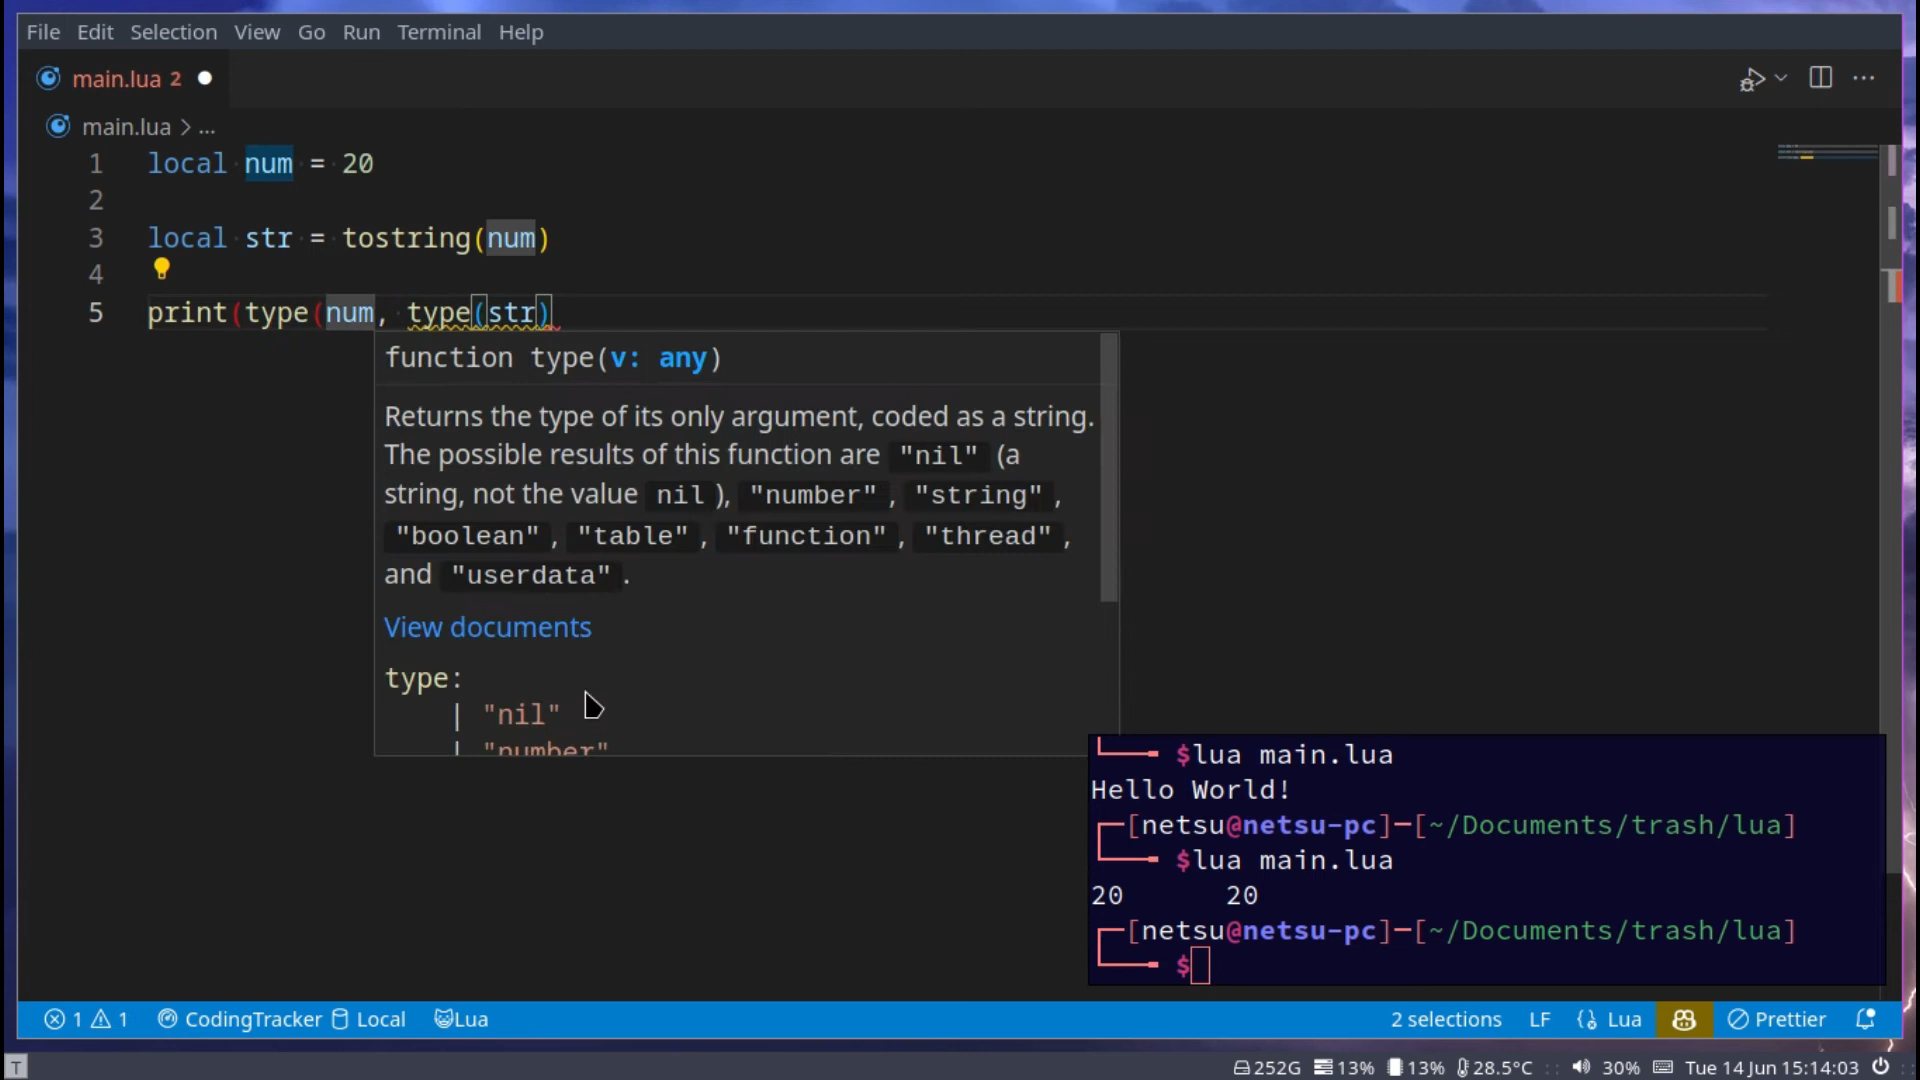 File Edit Selection View Go Run Terminal Help
main.lua 2
main.lua > ...
1 local num = 20
2
3 local str = tostring(num)
4
5 print(type(num, type(str)
function type(v: any)
Returns the type of its only argument, coded as a string.
The possible results of this function are "nil" (a
string, not the value nil ), "number" , "string" ,
"boolean" , "table" , "function" , "thread" ,
and "userdata" .
View documents
type:
| "nil"
| "number"
$lua main.lua
Hello World!
[netsu@netsu-pc]─[~/Documents/trash/lua]
$lua main.lua
20 20
[netsu@netsu-pc]─[~/Documents/trash/lua]
$
1 1 CodingTracker Local Lua 2 selections LF Lua Prettier
T 252G 13% 13% 28.5°C :: 30% Tue 14 Jun 15:14:03